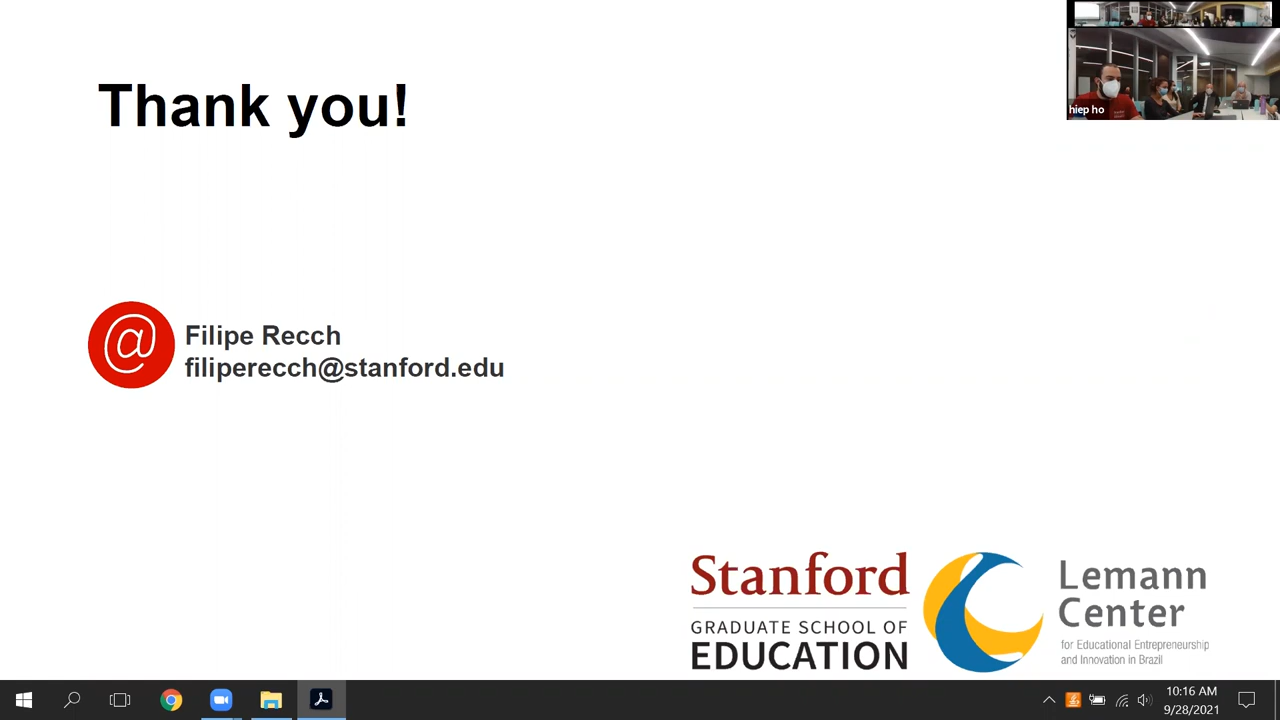 Thank you!
hiep ho
@
Filipe Recch
filiperecch@stanford.edu
Stanford
GRADUATE SCHOOL OF
EDUCATION
Lemann
Center
for Educational Entrepreneurship
and Innovation in Brazil
10:16 AM
9/28/2021